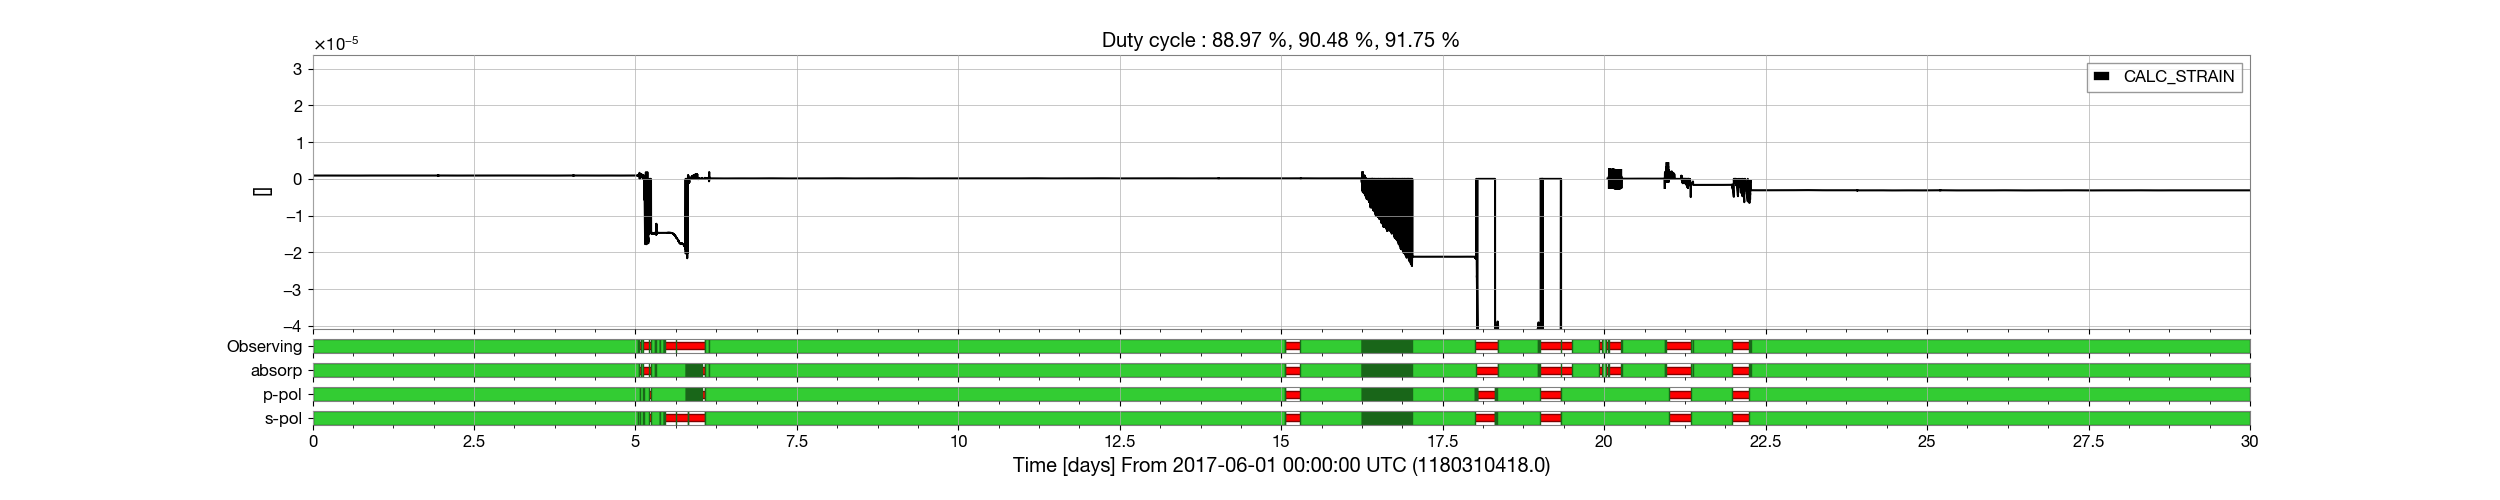 Duty cycle : 88.97 %, 90.48 %, 91.75 %
×10⁻⁵
CALC_STRAIN
3
2
1
0
−1
−2
−3
−4
[]
Observing
absorp
p-pol
s-pol
0 2.5 5 7.5 10 12.5 15 17.5 20 22.5 25 27.5 30
Time [days] From 2017-06-01 00:00:00 UTC (1180310418.0)